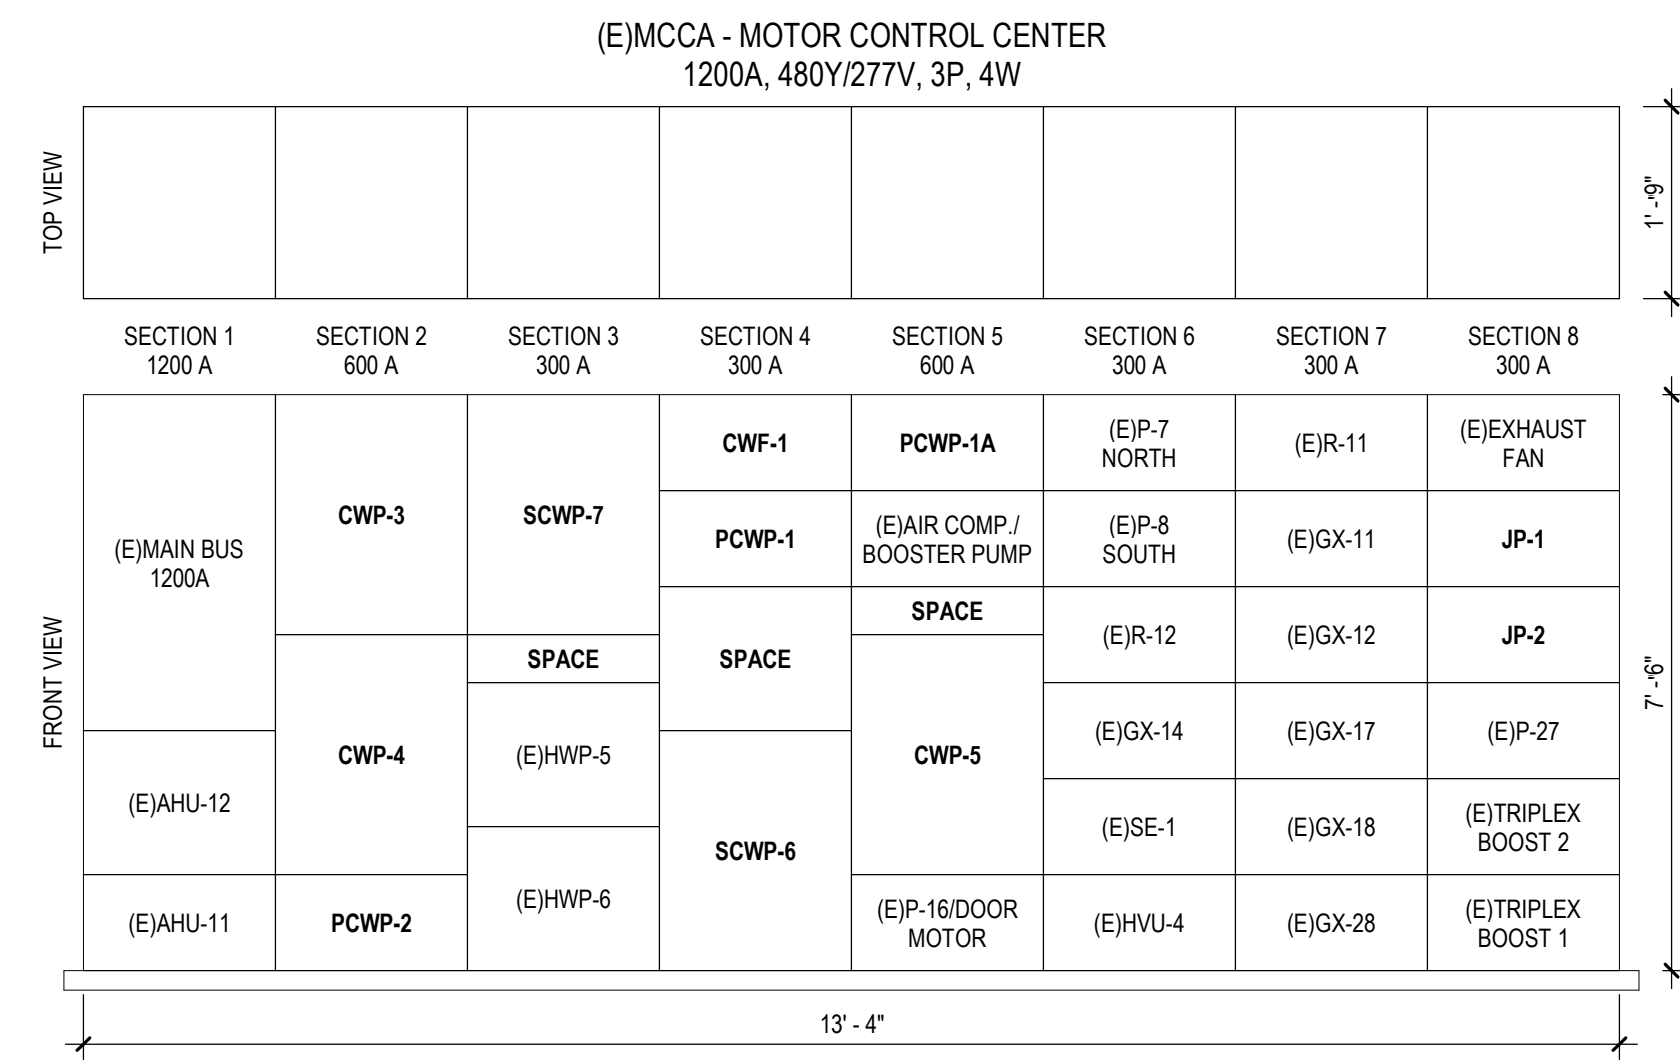 (E)MCCA - MOTOR CONTROL CENTER
1200A, 480Y/277V, 3P, 4W
TOP VIEW
1' - 9"
SECTION 1
1200 A
SECTION 2
600 A
SECTION 3
300 A
SECTION 4
300 A
SECTION 5
600 A
SECTION 6
300 A
SECTION 7
300 A
SECTION 8
300 A
FRONT VIEW
(E)MAIN BUS
1200A
(E)AHU-12
(E)AHU-11
CWP-3
CWP-4
PCWP-2
SCWP-7
SPACE
(E)HWP-5
(E)HWP-6
CWF-1
PCWP-1
SPACE
SCWP-6
PCWP-1A
(E)AIR COMP./
BOOSTER PUMP
SPACE
CWP-5
(E)P-16/DOOR
MOTOR
(E)P-7
NORTH
(E)P-8
SOUTH
(E)R-12
(E)GX-14
(E)SE-1
(E)HVU-4
(E)R-11
(E)GX-11
(E)GX-12
(E)GX-17
(E)GX-18
(E)GX-28
(E)EXHAUST
FAN
JP-1
JP-2
(E)P-27
(E)TRIPLEX
BOOST 2
(E)TRIPLEX
BOOST 1
7' - 6"
13' - 4"